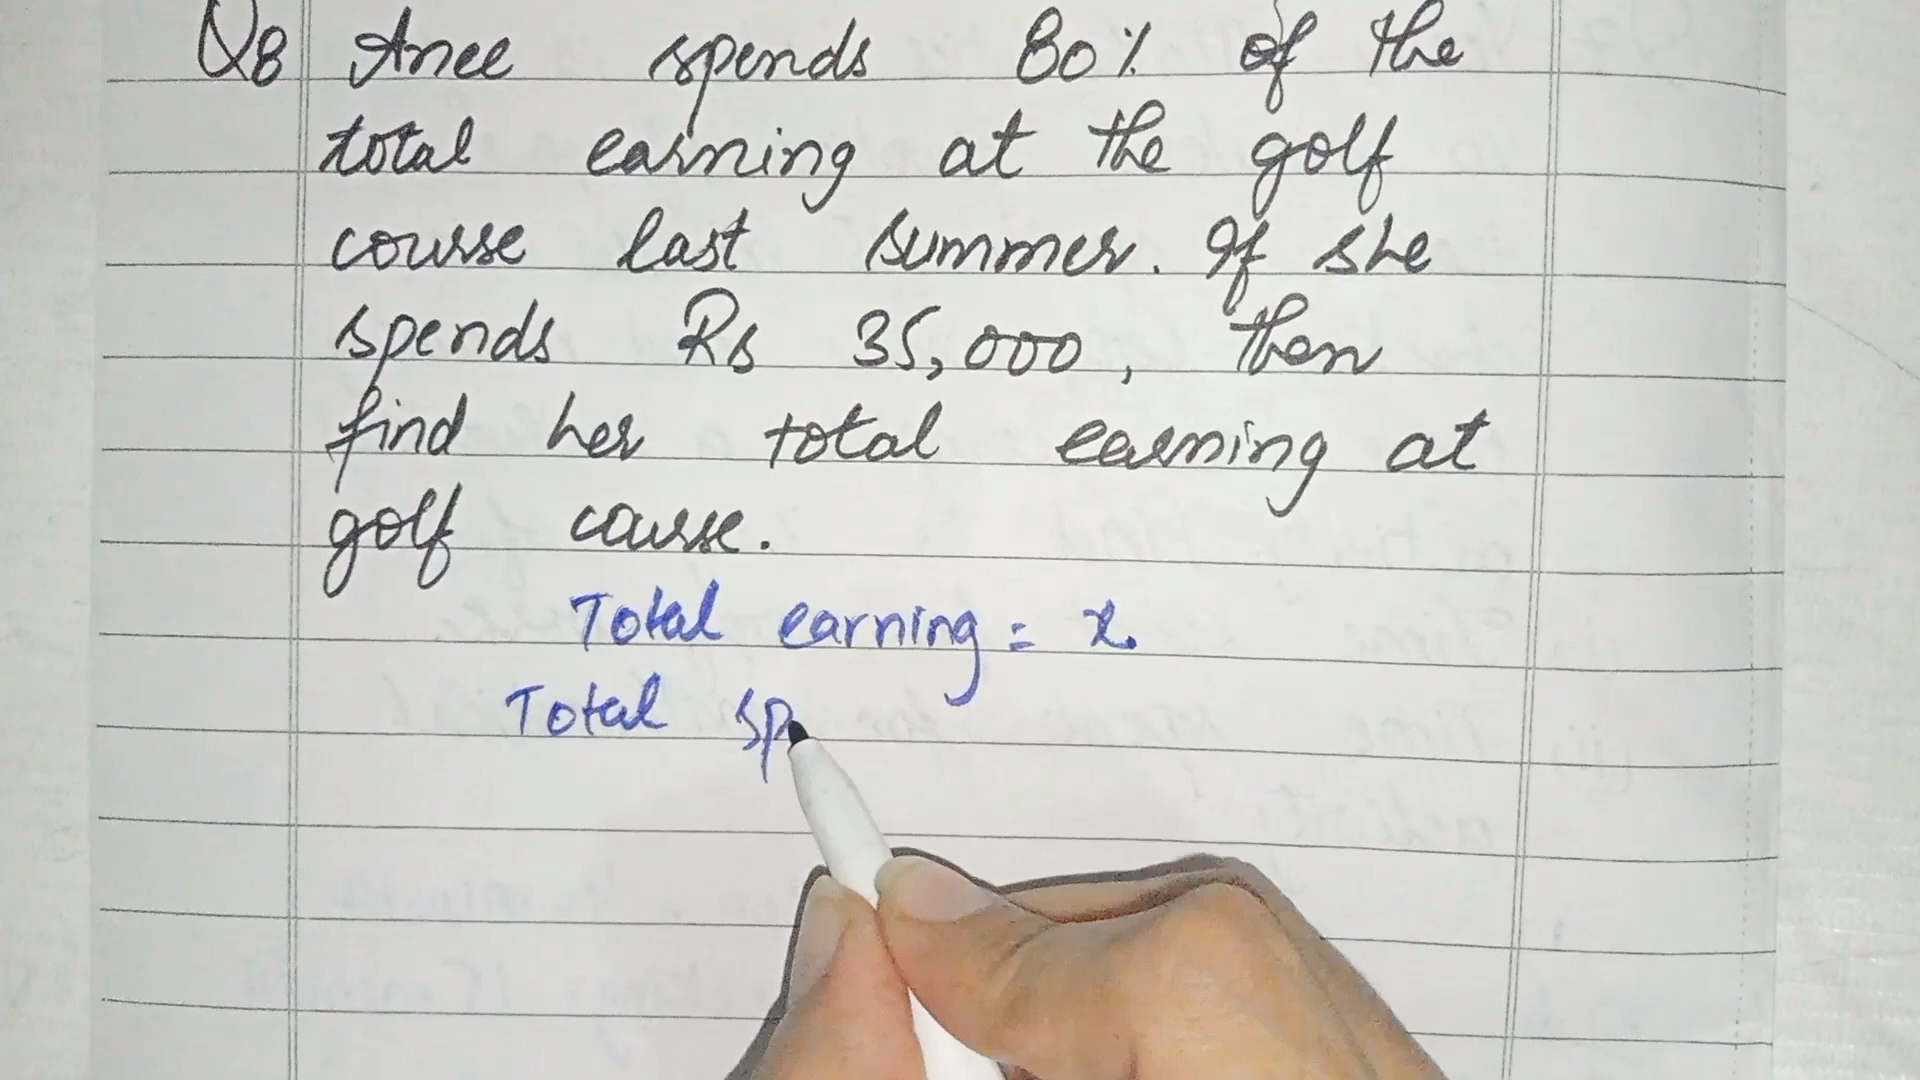 Q8 Anee spends 80% of the
total earning at the golf
course last summer. If she
spends Rs 35,000, then
find her total earning at
golf course.
Total earning = x.
Total sp